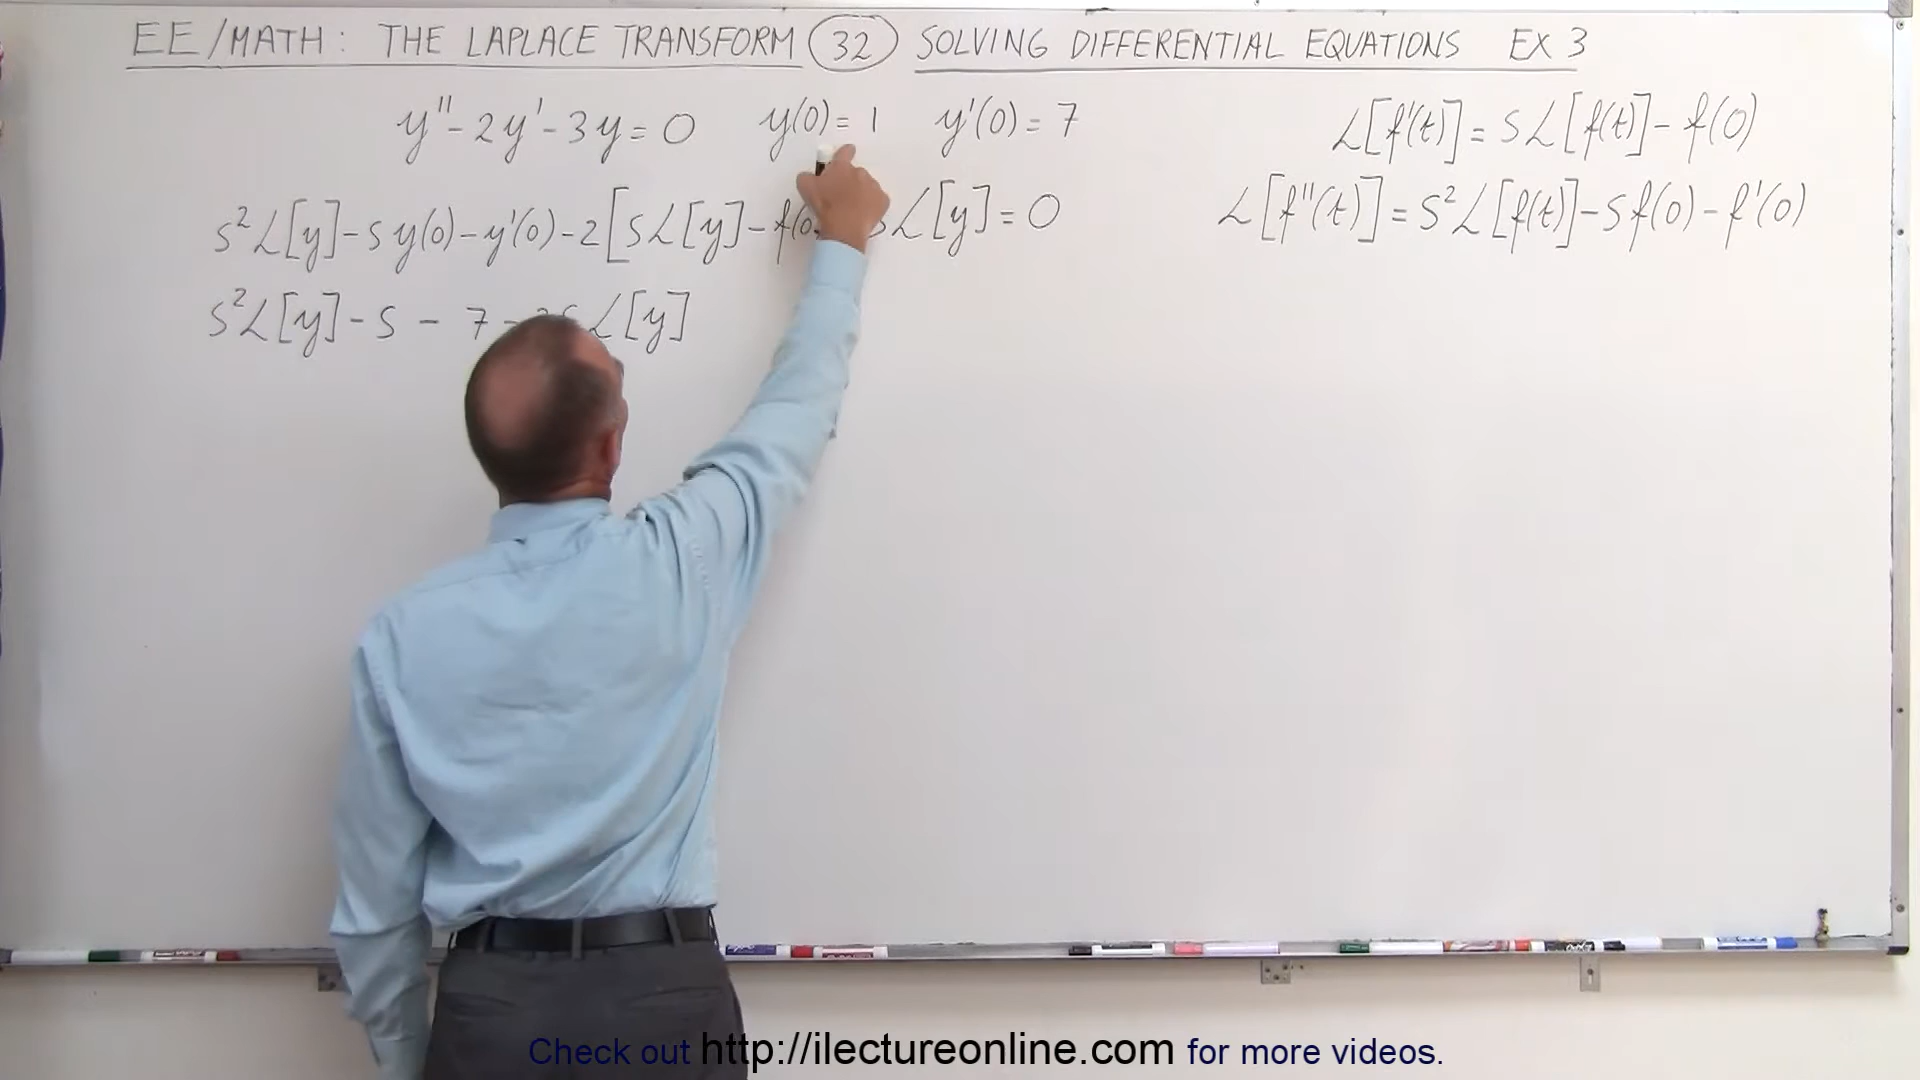 EE/MATH: THE LAPLACE TRANSFORM 32 SOLVING DIFFERENTIAL EQUATIONS EX 3
y'' - 2y' - 3y = 0 y(0) = 1 y'(0) = 7
ℒ[f'(t)] = sℒ[f(t)] - f(0)
s²ℒ[y] - sy(0) - y'(0) - 2[sℒ[y] - f(0 ℒ[y] = 0
ℒ[f''(t)] = s²ℒ[f(t)] - sf(0) - f'(0)
s²ℒ[y] - s - 7 - 2sℒ[y]
Check out http://ilectureonline.com for more videos.